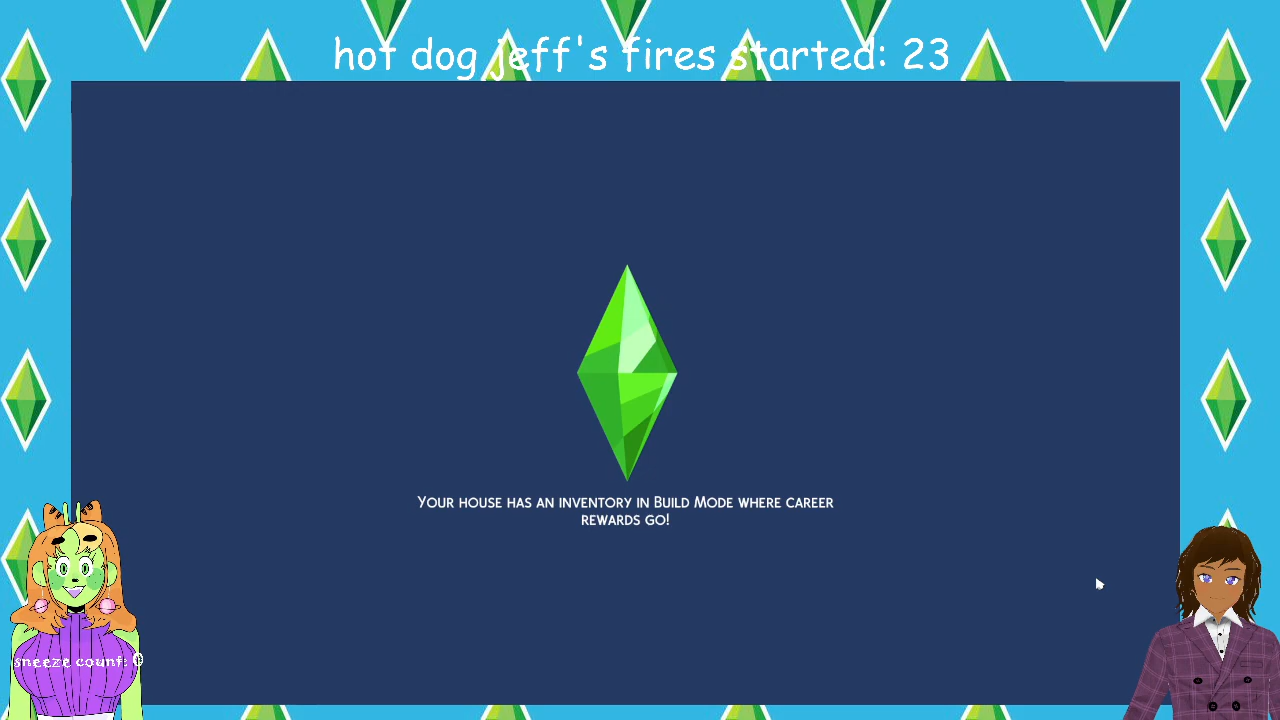 hot dog jeff's fires started: 23
Your house has an inventory in Build Mode where career
rewards go!
sneeze count: 0